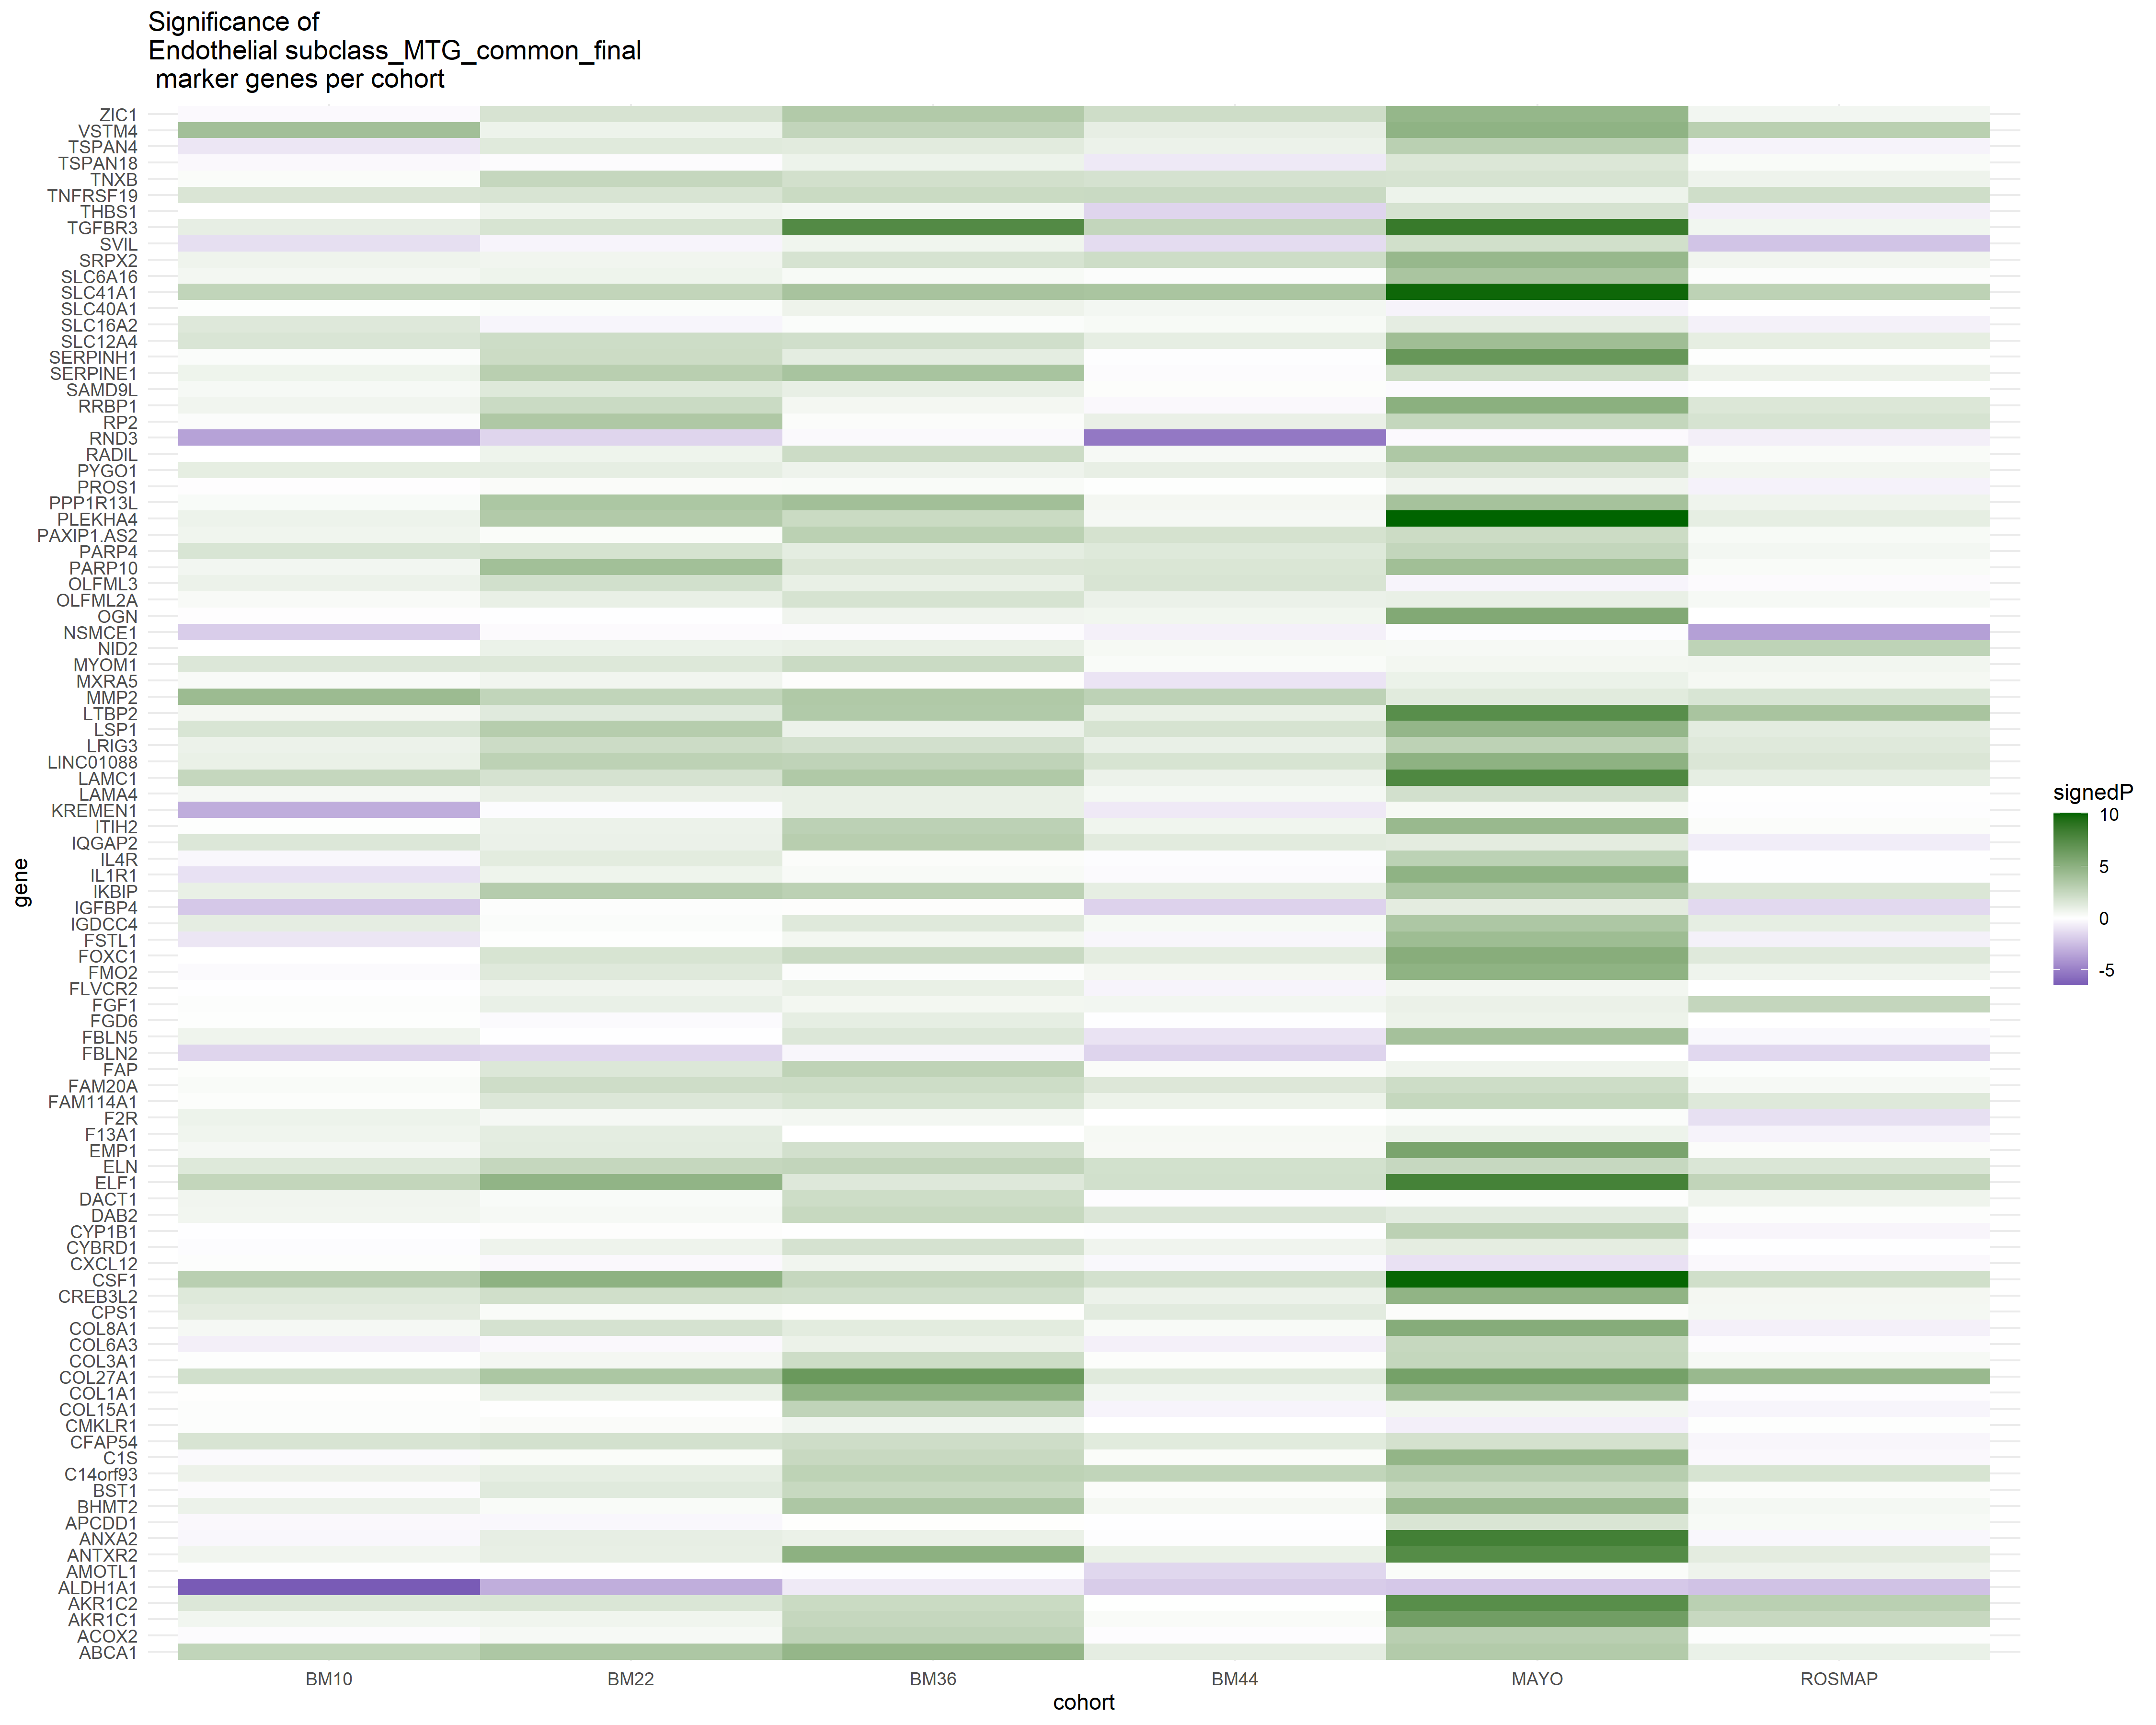 Significance of
Endothelial subclass_MTG_common_final
marker genes per cohort
ZIC1
VSTM4
TSPAN4
TSPAN18
TNXB
TNFRSF19
THBS1
TGFBR3
SVIL
SRPX2
SLC6A16
SLC41A1
SLC40A1
SLC16A2
SLC12A4
SERPINH1
SERPINE1
SAMD9L
RRBP1
RP2
RND3
RADIL
PYGO1
PROS1
PPP1R13L
PLEKHA4
PAXIP1.AS2
PARP4
PARP10
OLFML3
OLFML2A
OGN
NSMCE1
NID2
MYOM1
MXRA5
MMP2
LTBP2
LSP1
LRIG3
LINC01088
LAMC1
LAMA4
KREMEN1
ITIH2
IQGAP2
IL4R
IL1R1
IKBIP
IGFBP4
IGDCC4
FSTL1
FOXC1
FMO2
FLVCR2
FGF1
FGD6
FBLN5
FBLN2
FAP
FAM20A
FAM114A1
F2R
F13A1
EMP1
ELN
ELF1
DACT1
DAB2
CYP1B1
CYBRD1
CXCL12
CSF1
CREB3L2
CPS1
COL8A1
COL6A3
COL3A1
COL27A1
COL1A1
COL15A1
CMKLR1
CFAP54
C1S
C14orf93
BST1
BHMT2
APCDD1
ANXA2
ANTXR2
AMOTL1
ALDH1A1
AKR1C2
AKR1C1
ACOX2
ABCA1
gene
BM10 BM22 BM36 BM44 MAYO ROSMAP
cohort
signedP
10
5
0
-5